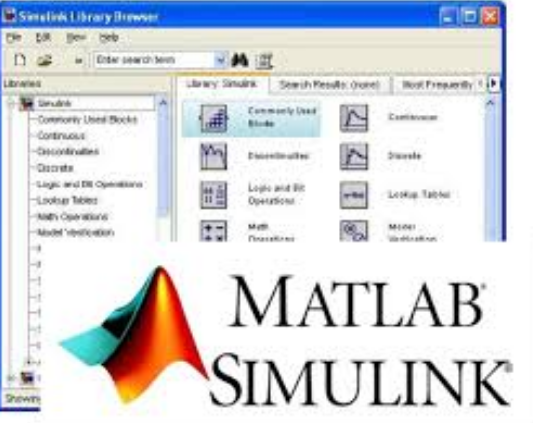 Simulink Library Browser
File Edit View Help
Enter search term
Libraries
Library: Simulink Search Results: (none) Most Frequently
Simulink
Commonly Used Blocks
Continuous
Discontinuities
Discrete
Logic and Bit Operations
Lookup Tables
Math Operations
Model Verification
Commonly Used Blocks
Continuous
Discontinuities
Discrete
Logic and Bit Operations
Lookup Tables
Math Operations
Model Verification
MATLAB®
SIMULINK®
Showing